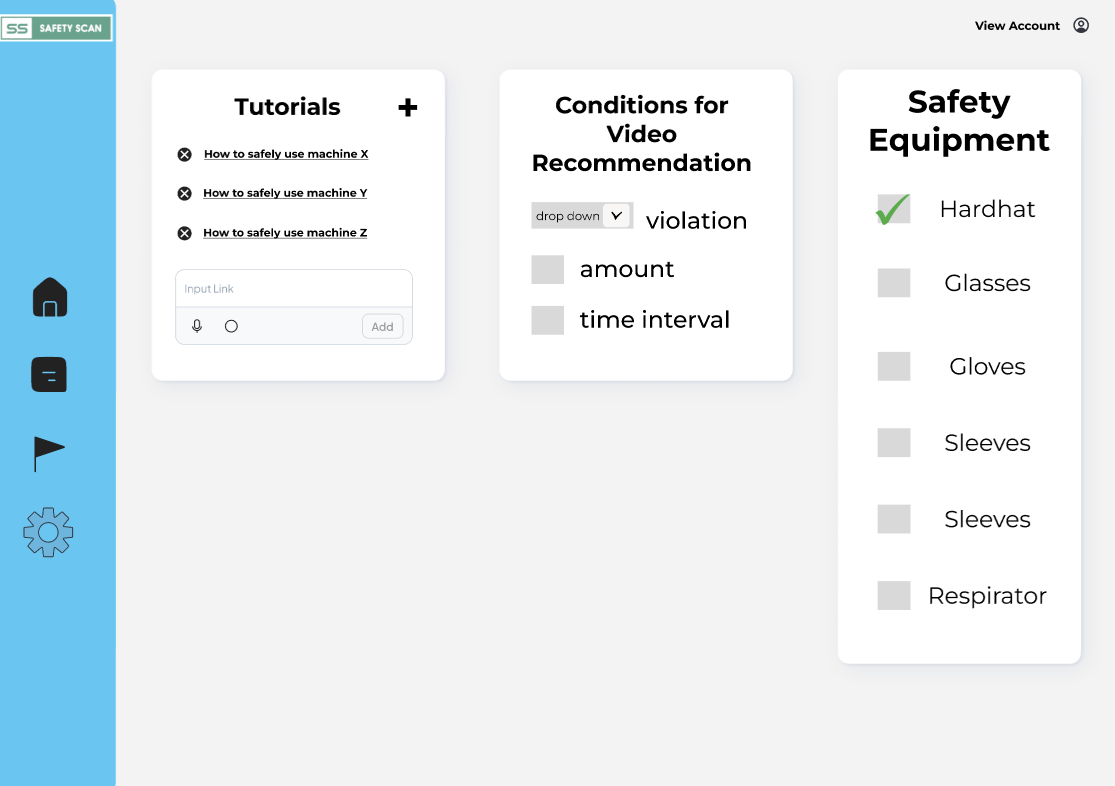 SS SAFETY SCAN
View Account
Tutorials
How to safely use machine X
How to safely use machine Y
How to safely use machine Z
Input Link
Add
Conditions for
Video
Recommendation
drop down
violation
amount
time interval
Safety
Equipment
Hardhat
Glasses
Gloves
Sleeves
Sleeves
Respirator